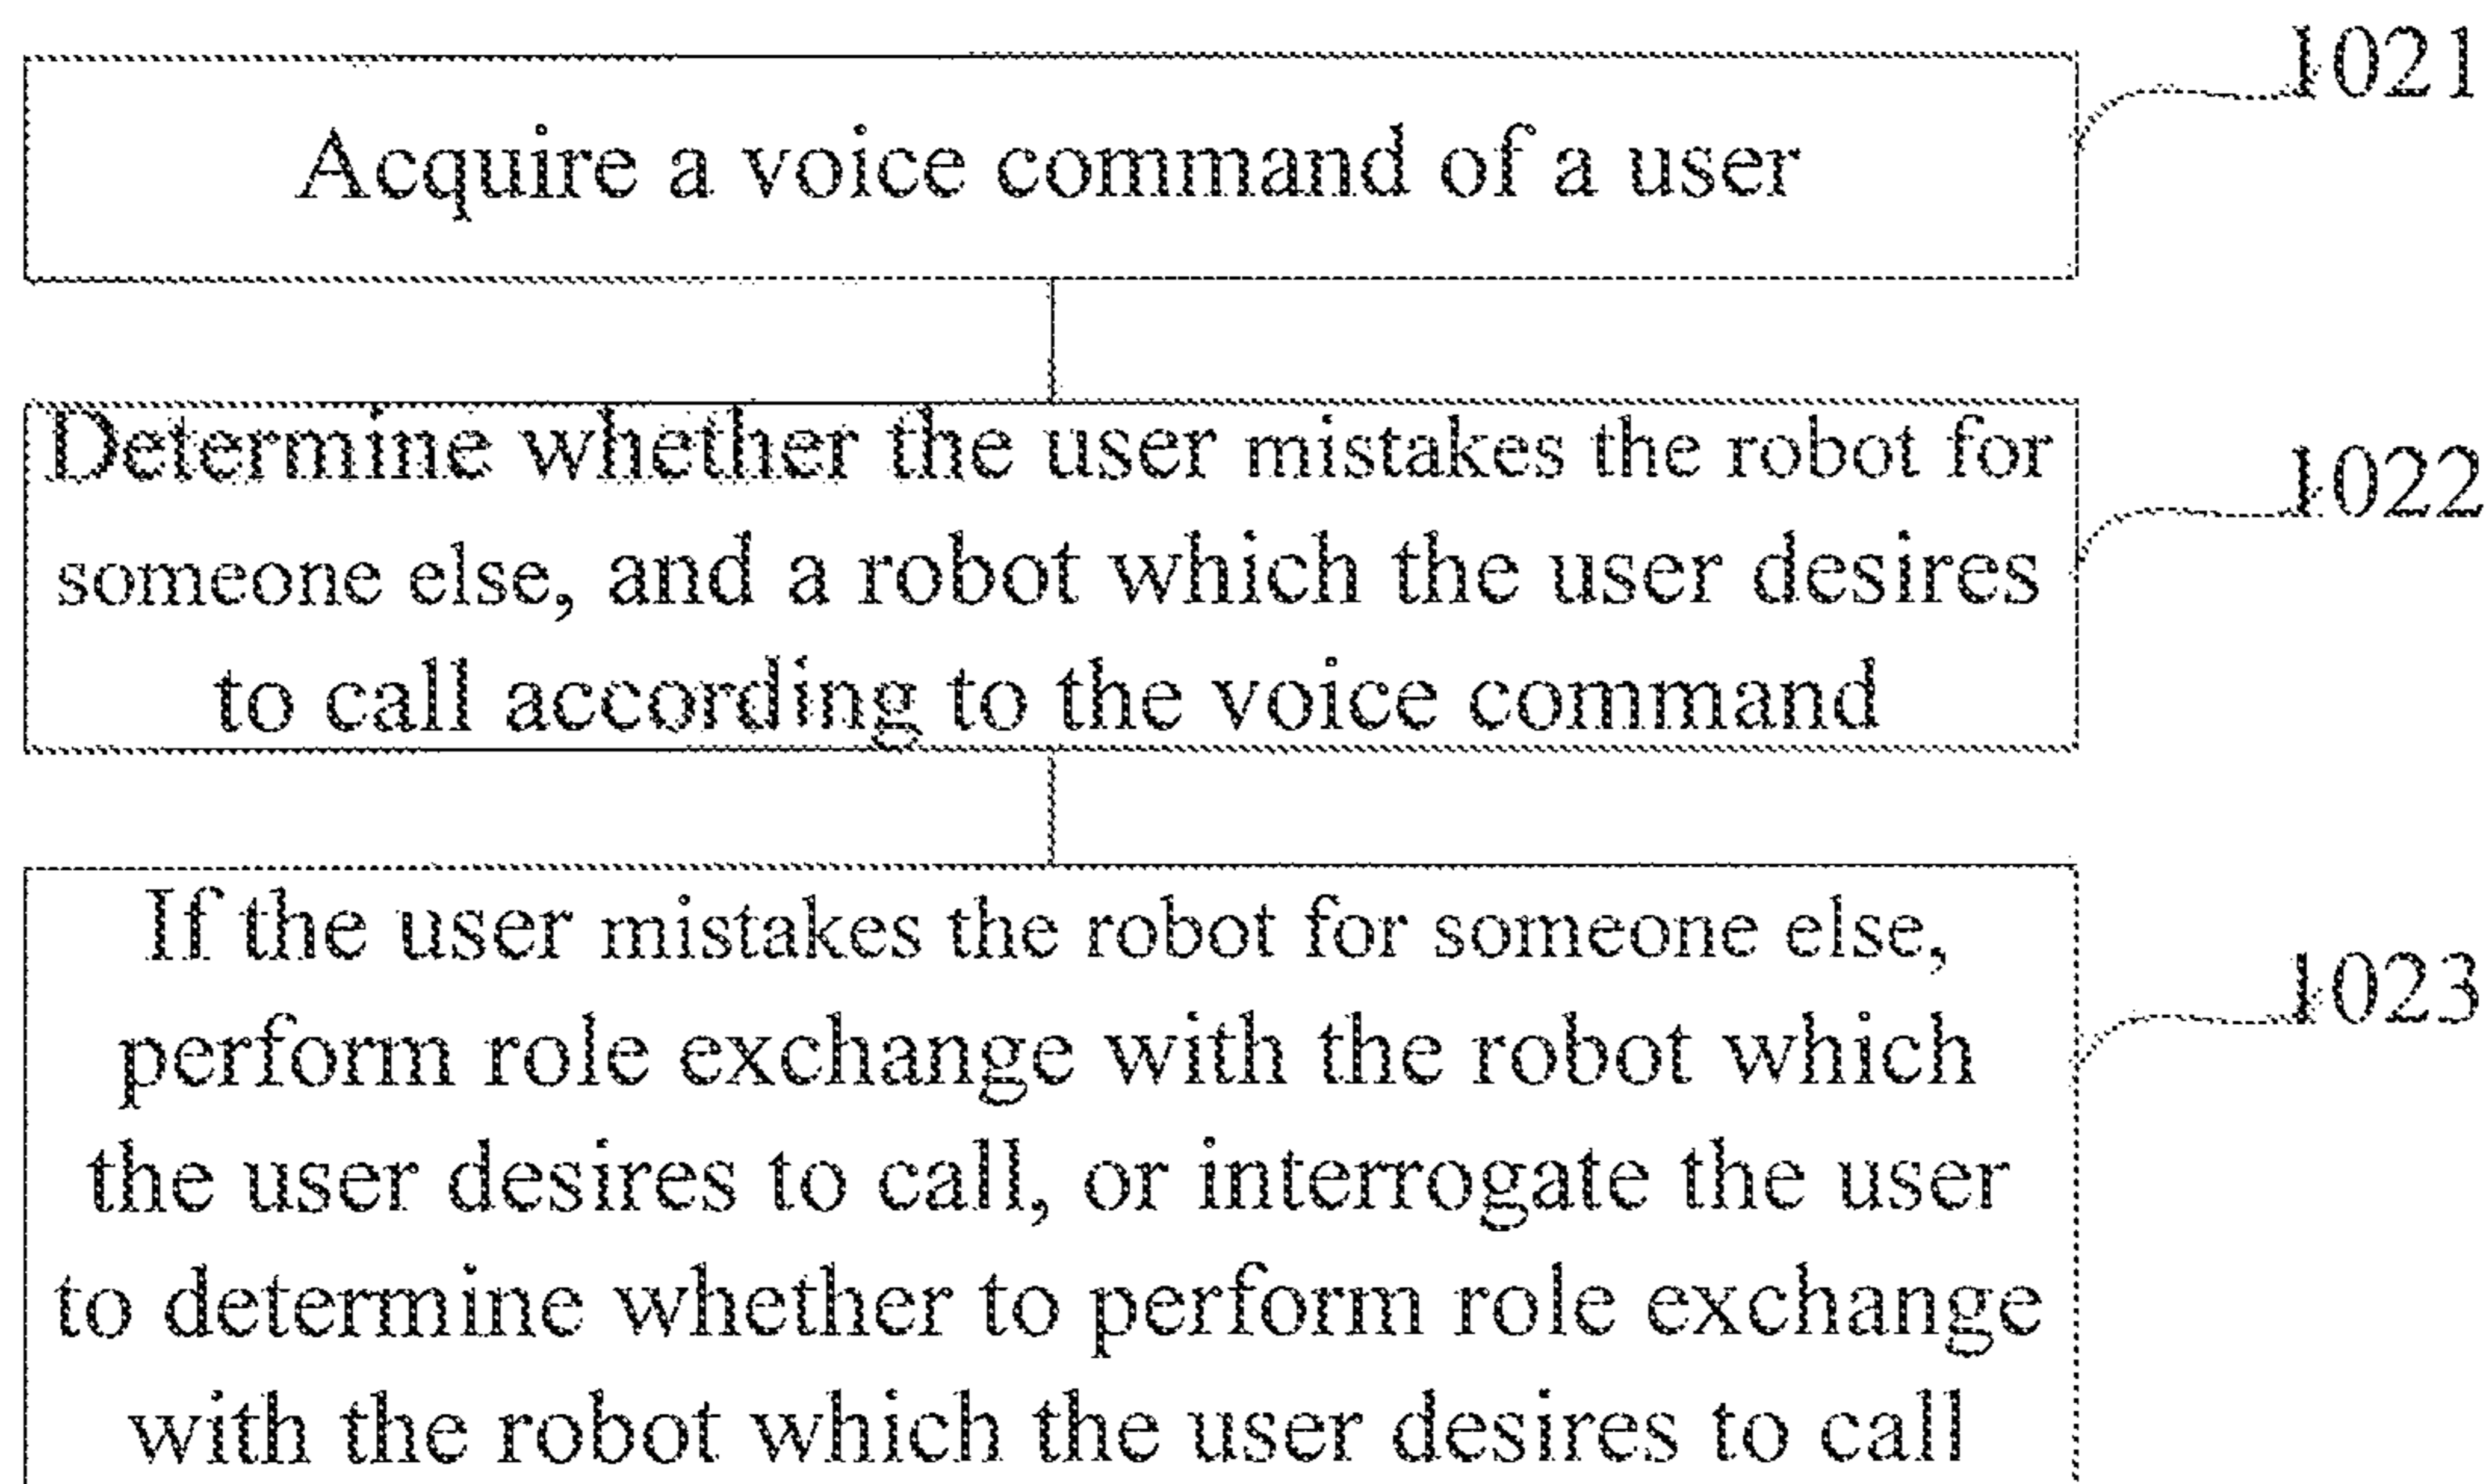 1021
Acquire a voice command of a user
Determine whether the user mistakes the robot for
1022
someone else, and a robot which the user desires
to call according to the voice command
If the user mistakes the robot for someone else,
1023
perform role exchange with the robot which
the user desires to call, or interrogate the user
to determine whether to perform role exchange
with the robot which the user desires to call